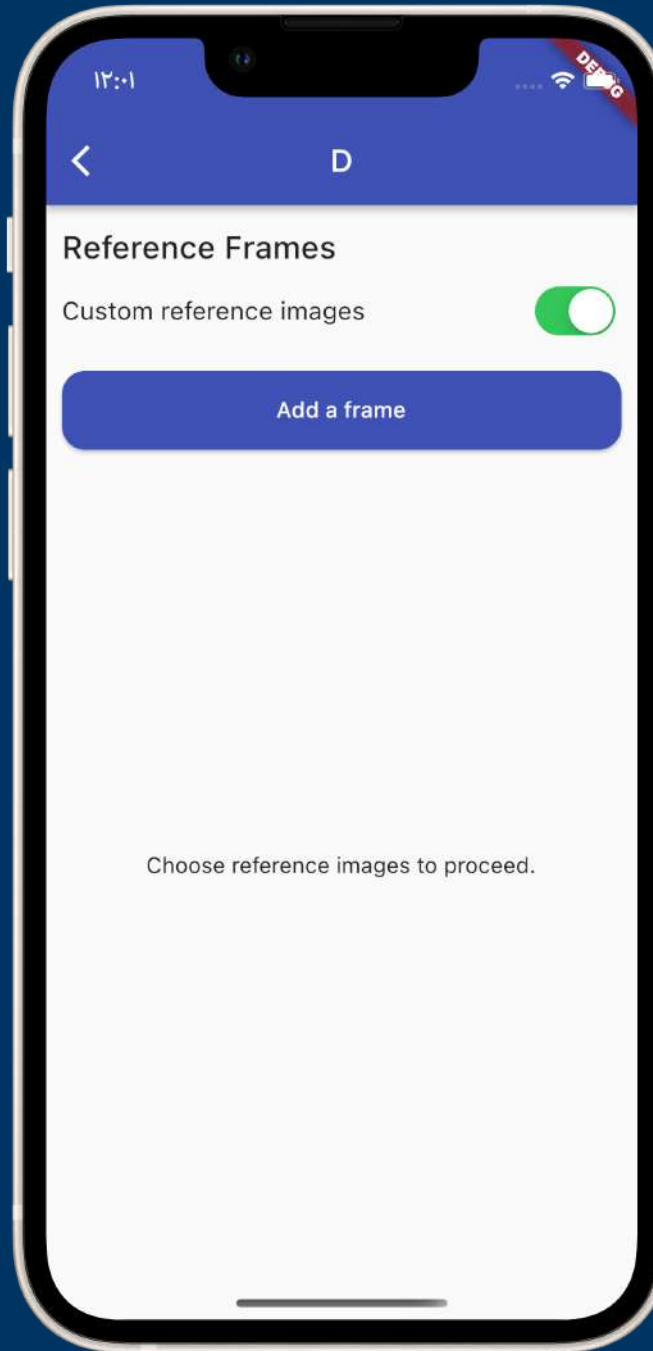 ۱۲:۰۱
DEBUG
D
Reference Frames
Custom reference images
Add a frame
Choose reference images to proceed.